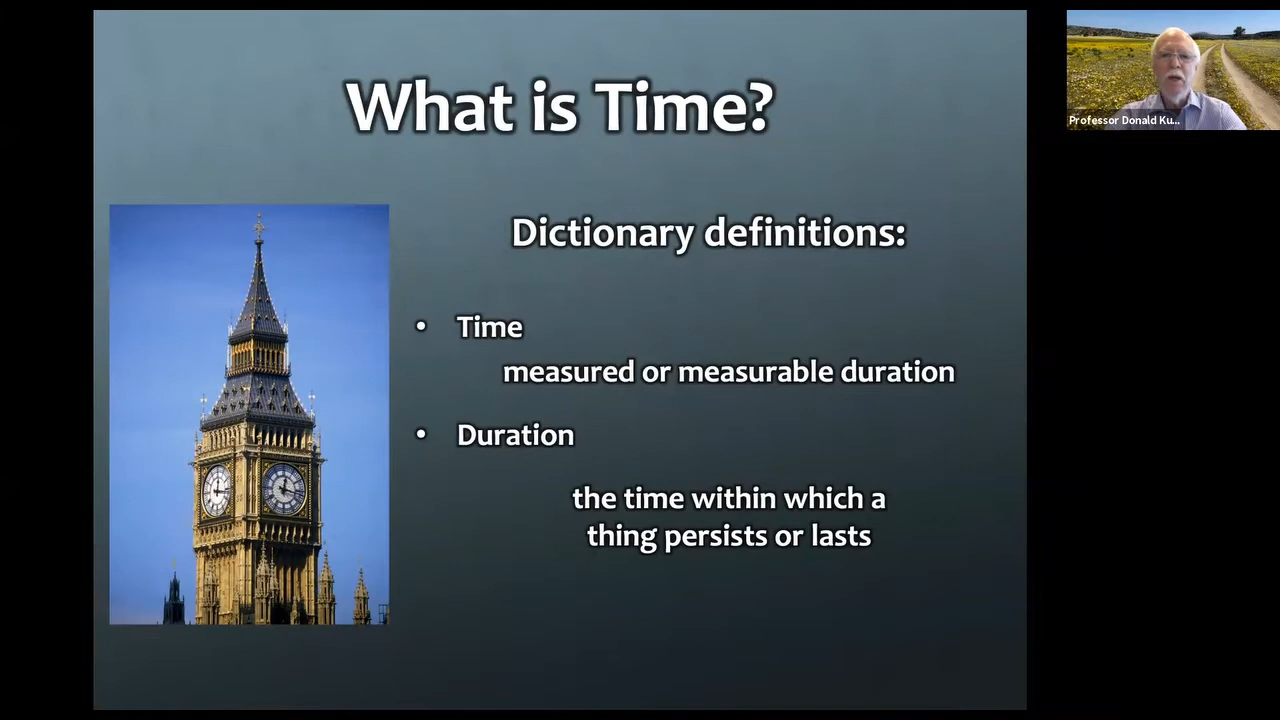 What is Time?
Dictionary definitions:
• Time
measured or measurable duration
• Duration
the time within which a
thing persists or lasts
Professor Donald Ku...